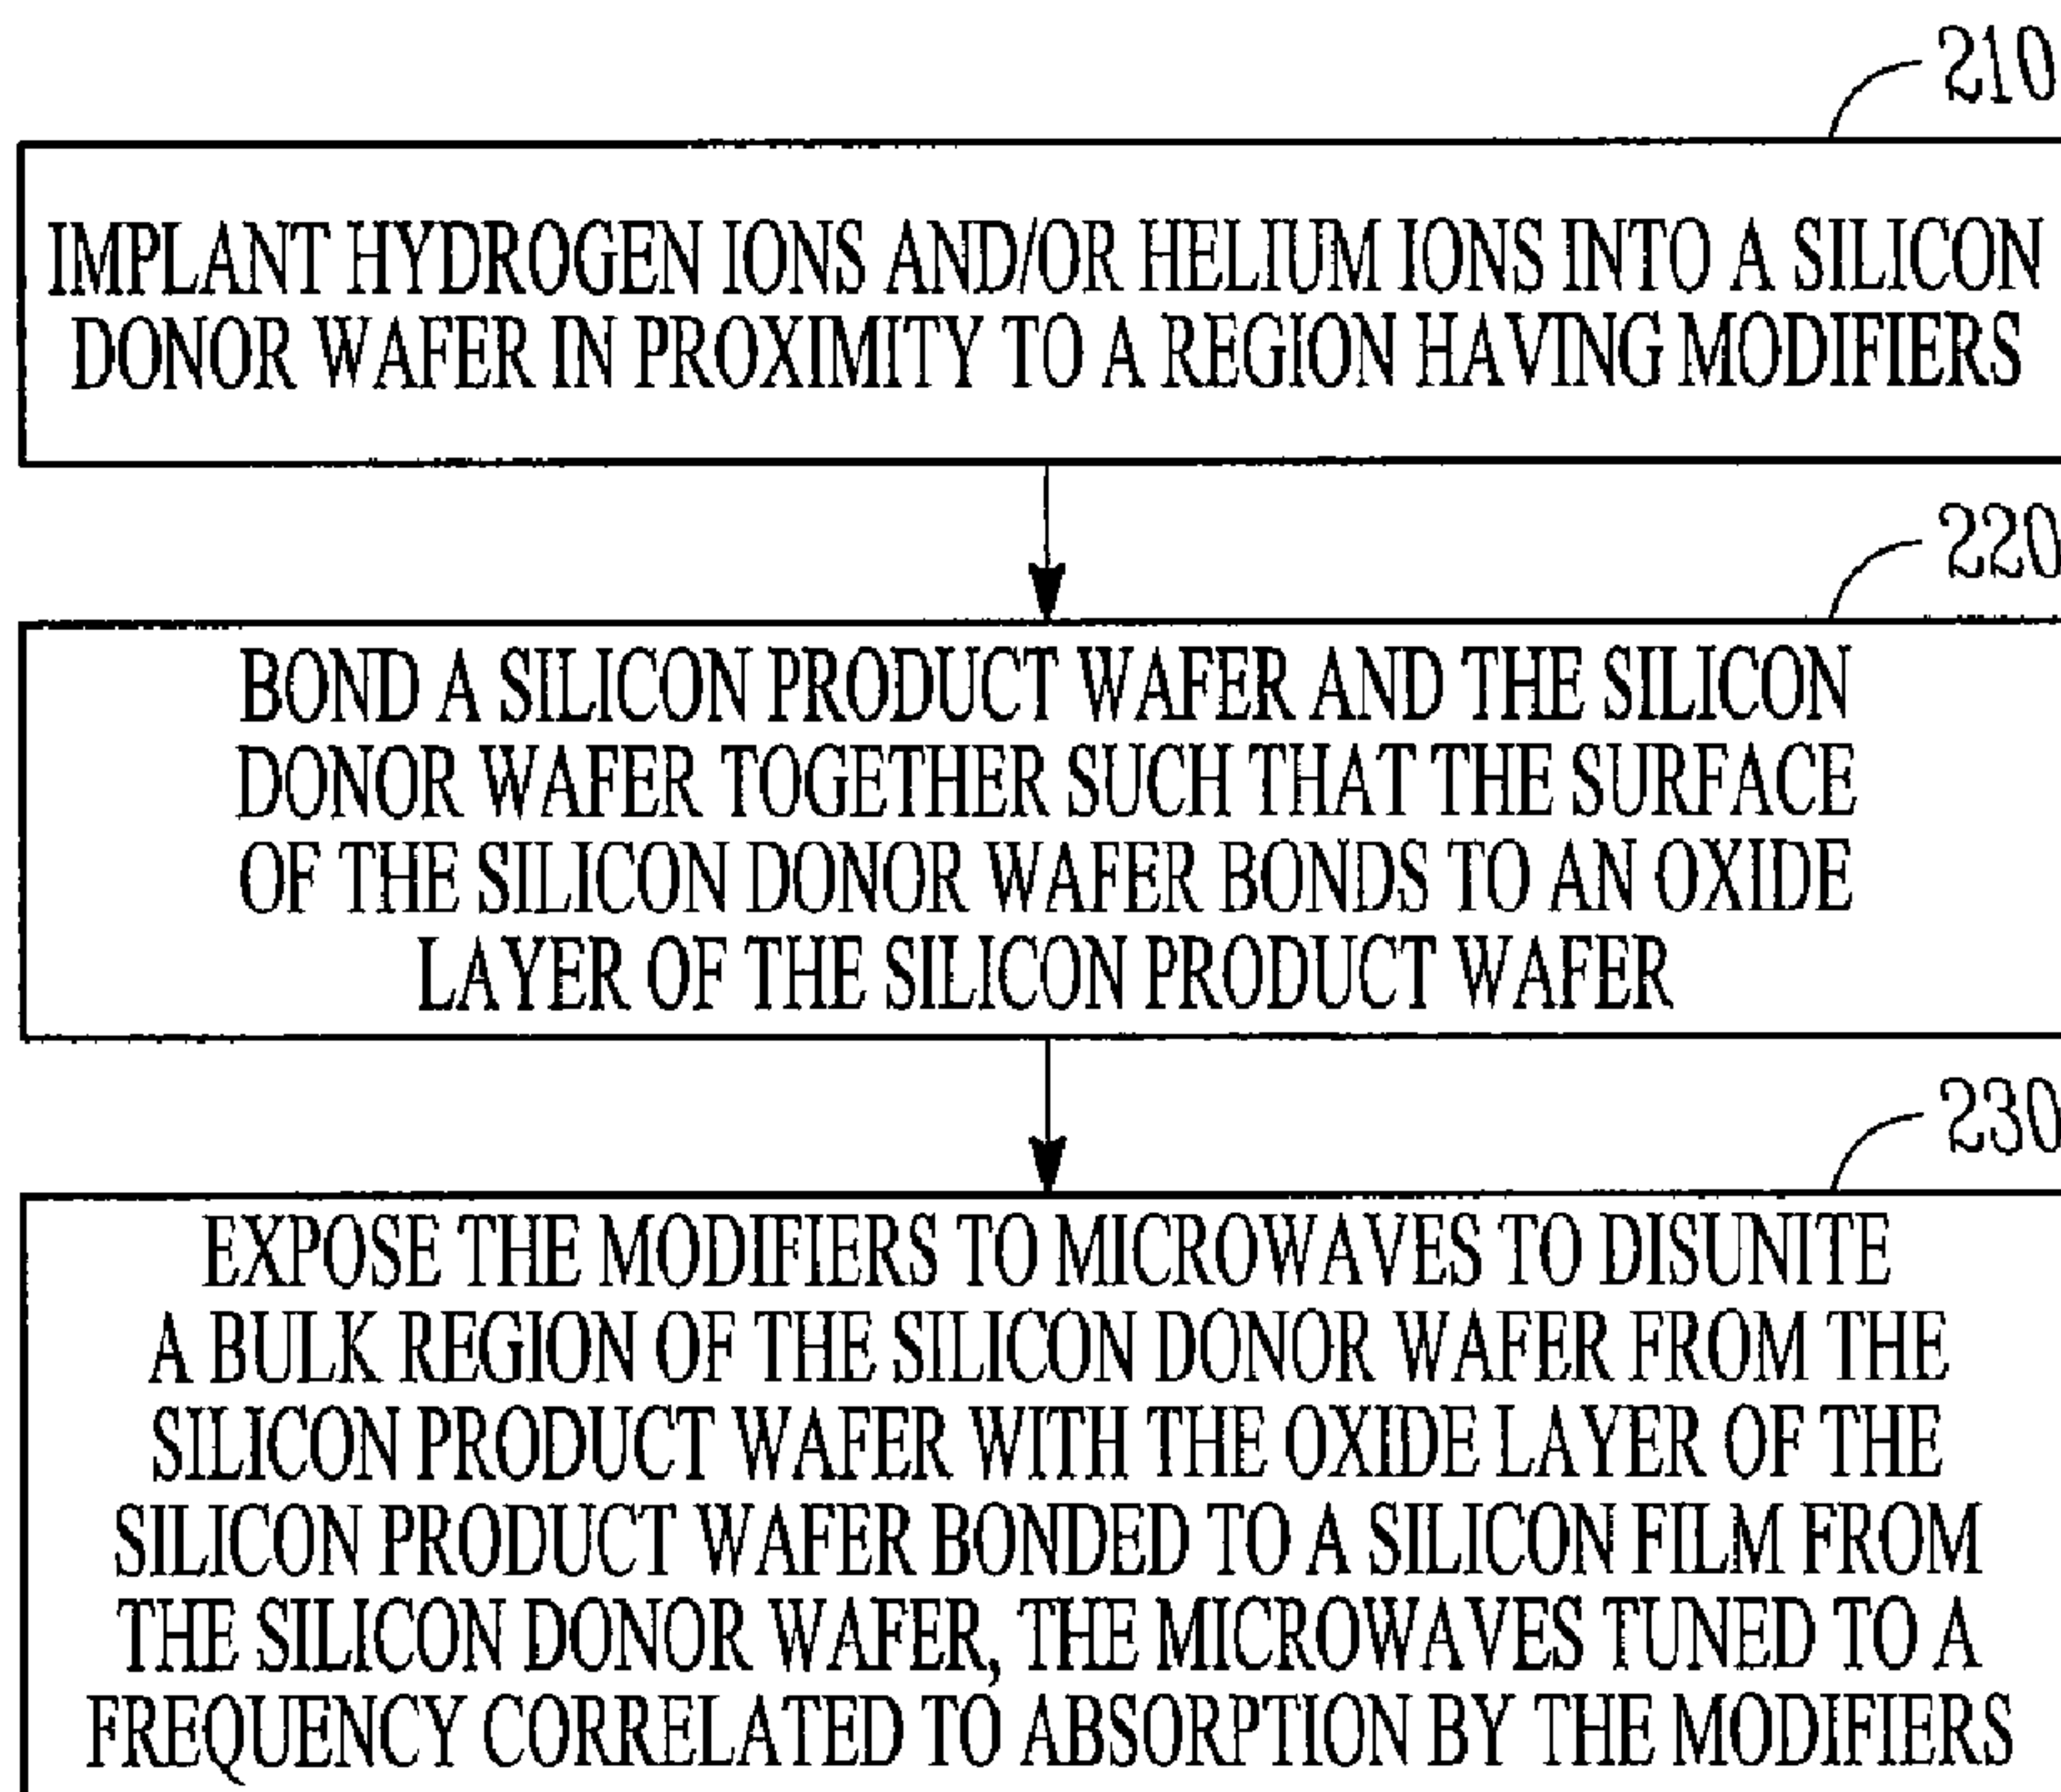 210
IMPLANT HYDROGEN IONS AND/OR HELIUM IONS INTO A SILICON
DONOR WAFER IN PROXIMITY TO A REGION HAVING MODIFIERS
220
BOND A SILICON PRODUCT WAFER AND THE SILICON
DONOR WAFER TOGETHER SUCH THAT THE SURFACE
OF THE SILICON DONOR WAFER BONDS TO AN OXIDE
LAYER OF THE SILICON PRODUCT WAFER
230
EXPOSE THE MODIFIERS TO MICROWAVES TO DISUNITE
A BULK REGION OF THE SILICON DONOR WAFER FROM THE
SILICON PRODUCT WAFER WITH THE OXIDE LAYER OF THE
SILICON PRODUCT WAFER BONDED TO A SILICON FILM FROM
THE SILICON DONOR WAFER, THE MICROWAVES TUNED TO A
FREQUENCY CORRELATED TO ABSORPTION BY THE MODIFIERS